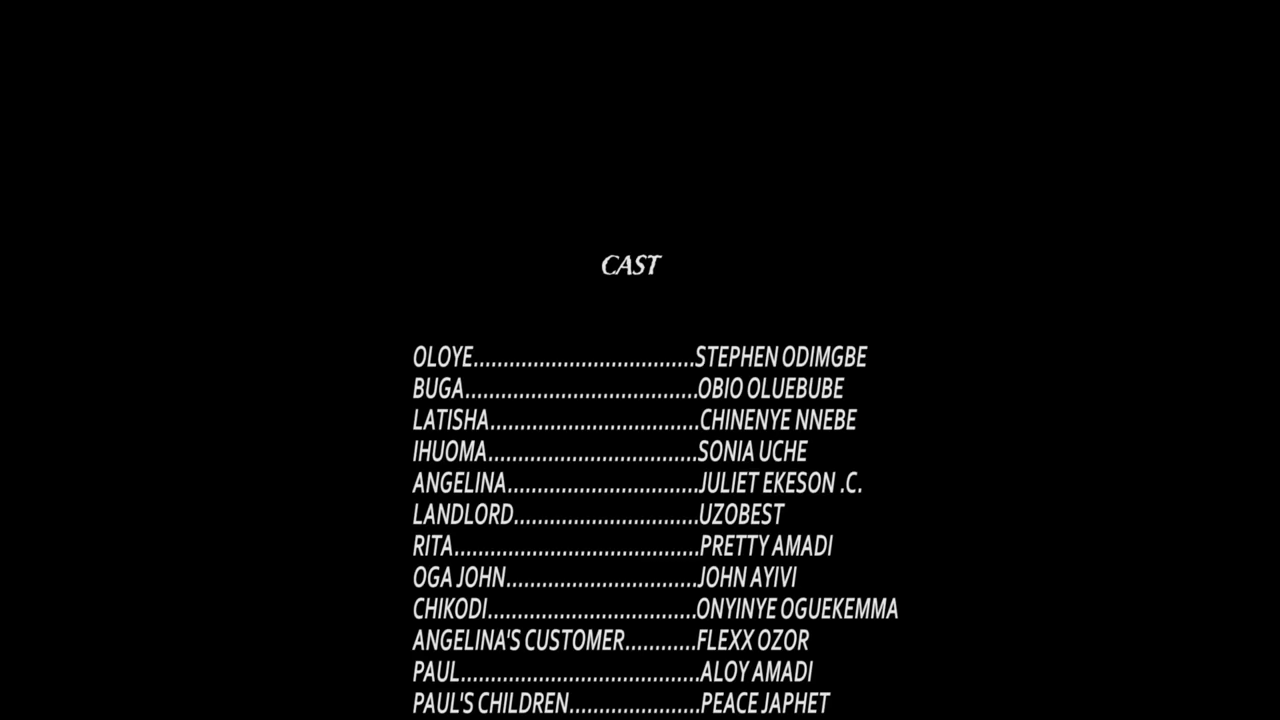 CAST
OLOYE.....................................STEPHEN ODIMGBE
BUGA.......................................OBIO OLUEBUBE
LATISHA...................................CHINENYE NNEBE
IHUOMA...................................SONIA UCHE
ANGELINA................................JULIET EKESON .C.
LANDLORD...............................UZOBEST
RITA.........................................PRETTY AMADI
OGA JOHN................................JOHN AYIVI
CHIKODI...................................ONYINYE OGUEKEMMA
ANGELINA'S CUSTOMER............FLEXX OZOR
PAUL........................................ALOY AMADI
PAUL'S CHILDREN......................PEACE JAPHET